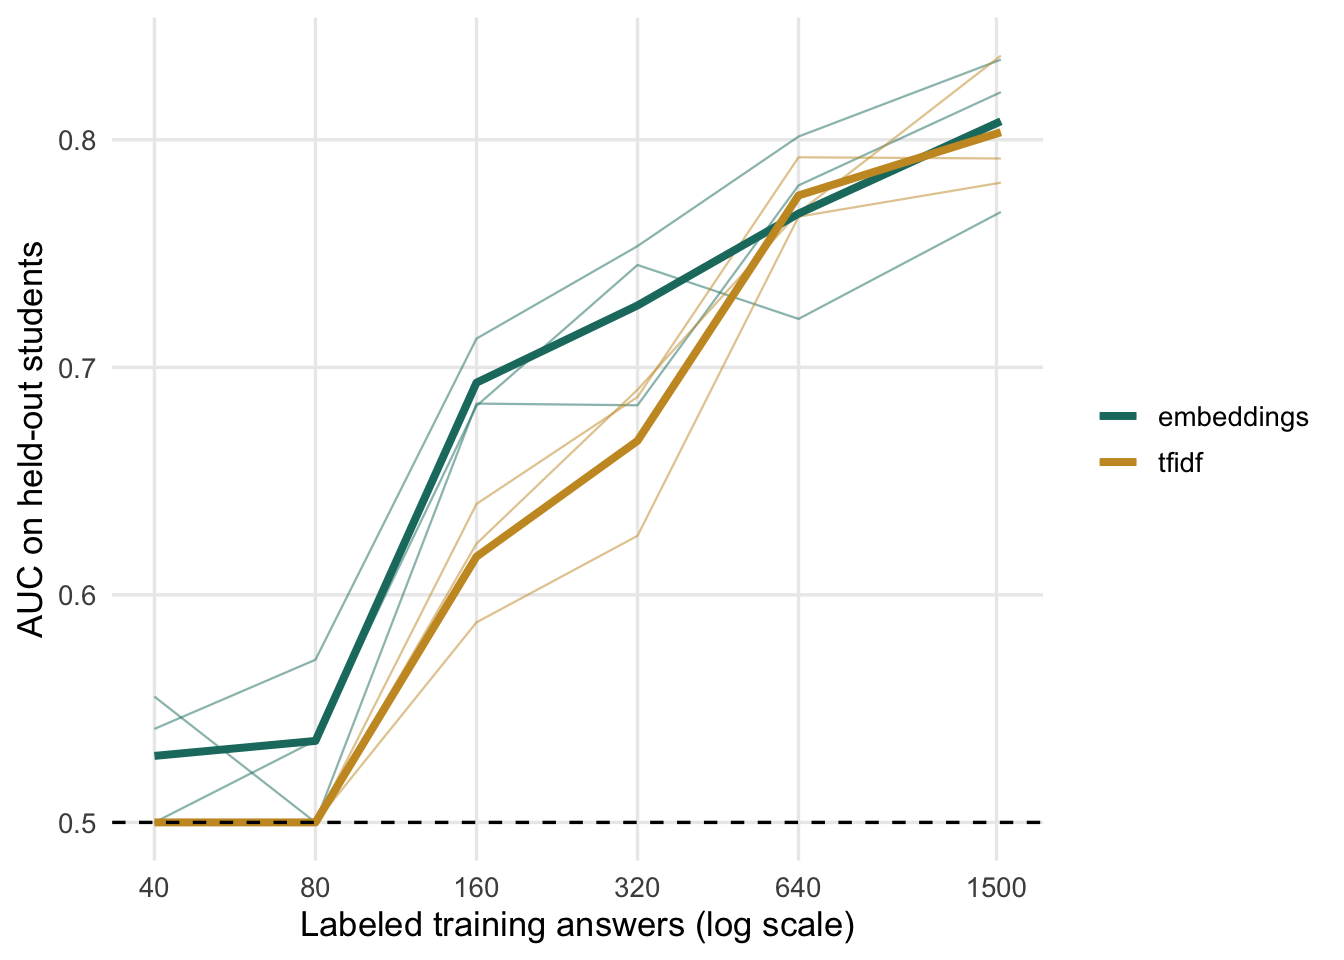 AUC on held-out students
0.8
0.7
0.6
0.5
40 80 160 320 640 1500
Labeled training answers (log scale)
embeddings
tfidf